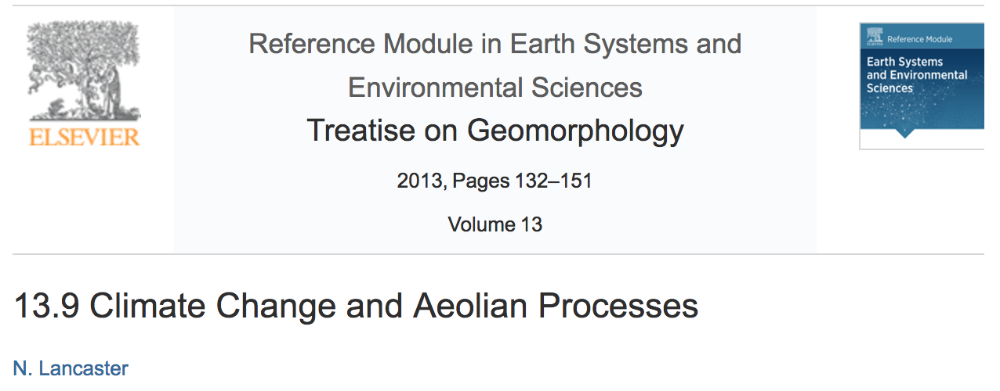 ELSEVIER
Reference Module in Earth Systems and
Environmental Sciences
Treatise on Geomorphology
2013, Pages 132–151
Volume 13
Reference Module
Earth Systems
and Environmental
Sciences
13.9 Climate Change and Aeolian Processes
N. Lancaster